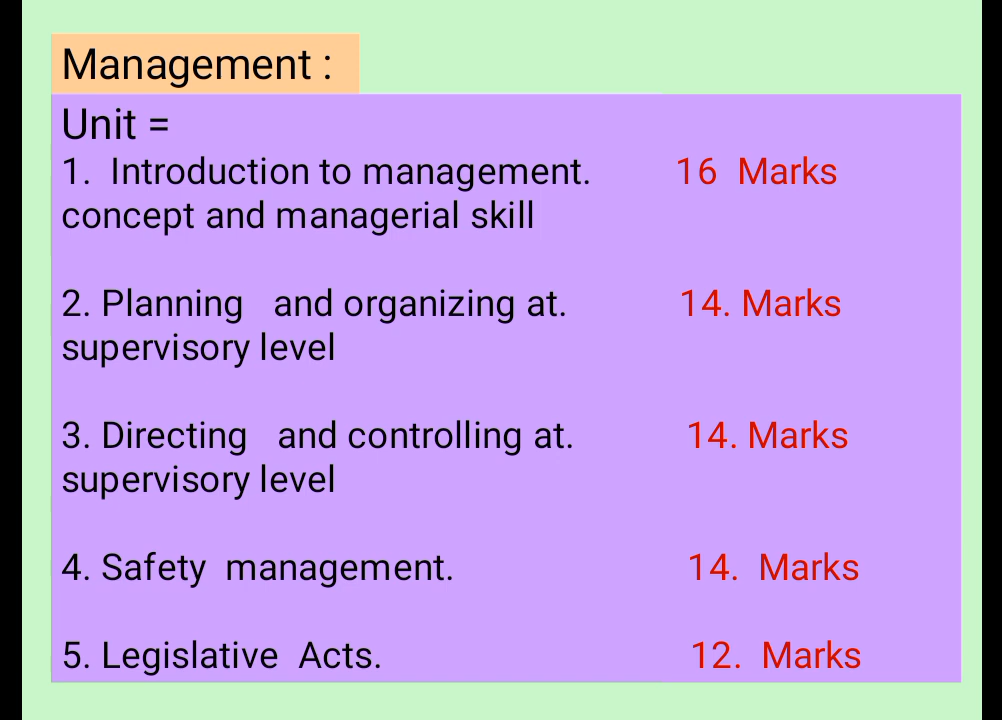 Management :
Unit =
1. Introduction to management. 16 Marks
concept and managerial skill
2. Planning and organizing at. 14. Marks
supervisory level
3. Directing and controlling at. 14. Marks
supervisory level
4. Safety management. 14. Marks
5. Legislative Acts. 12. Marks